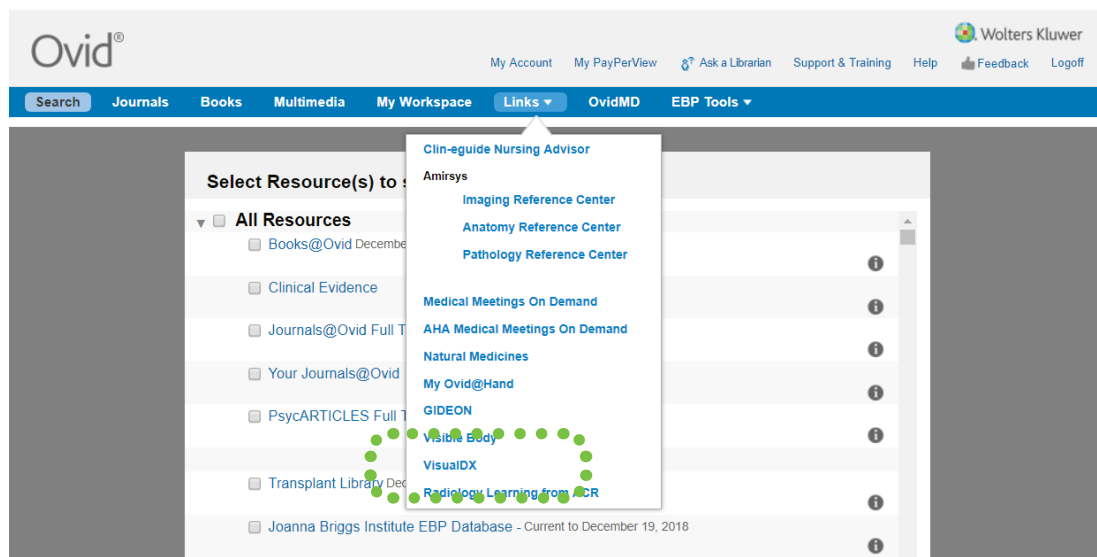 Ovid®
Wolters Kluwer
My Account My PayPerView Ask a Librarian Support & Training Help Feedback Logoff
Search Journals Books Multimedia My Workspace Links ▾ OvidMD EBP Tools ▾
Clin-eguide Nursing Advisor
Amirsys
Imaging Reference Center
Anatomy Reference Center
Pathology Reference Center
Medical Meetings On Demand
AHA Medical Meetings On Demand
Natural Medicines
My Ovid@Hand
GIDEON
Visible Body
VisualDX
Radiology Learning from ACR
Select Resource(s) to
All Resources
Books@Ovid
Clinical Evidence
Journals@Ovid Full
Your Journals@Ovid
PsycARTICLES Full
Transplant Library
Joanna Briggs Institute EBP Database - Current to December 19, 2018